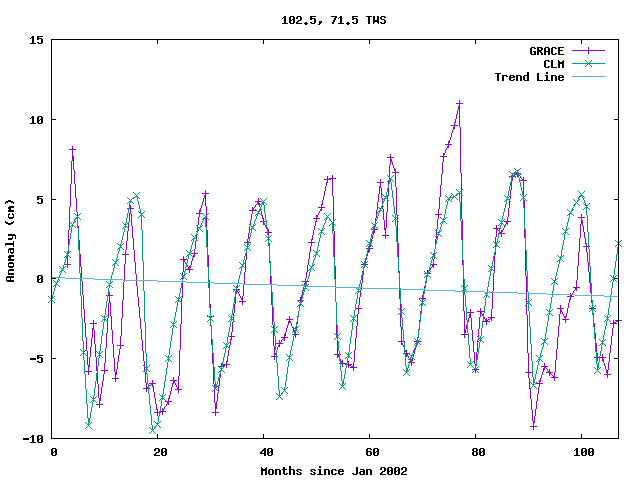 102.5, 71.5 TWS
GRACE
CLM
Trend Line
15
10
5
0
-5
-10
Anomaly (cm)
0 20 40 60 80 100
Months since Jan 2002